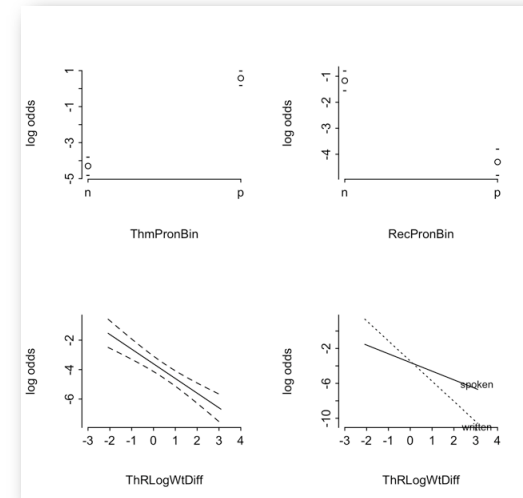 log odds
1
-1
-3
-5
n
p
ThmPronBin
log odds
-1
-2
-3
-4
n
p
RecPronBin
log odds
-2
-4
-6
-3 -2 -1 0 1 2 3 4
ThRLogWtDiff
log odds
-2
-6
-10
spoken
written
-3 -2 -1 0 1 2 3 4
ThRLogWtDiff